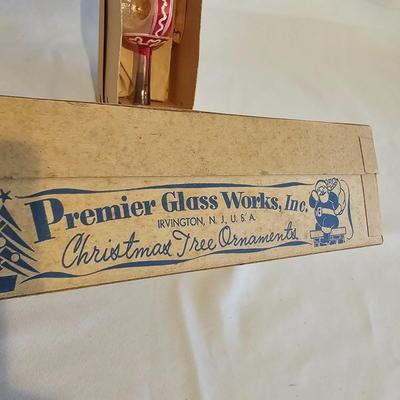 Premier Glass Works, Inc.
IRVINGTON, N. J., U. S. A.
Christmas Tree Ornaments